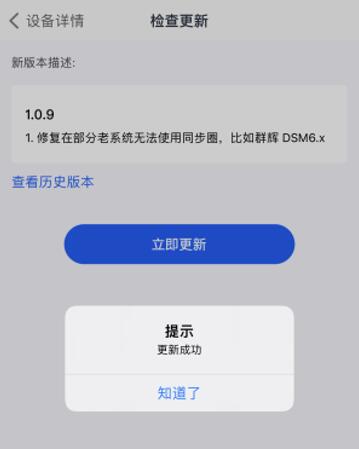 设备详情
检查更新
新版本描述:
1.0.9
1. 修复在部分老系统无法使用同步圈，比如群辉 DSM6.x
查看历史版本
立即更新
提示
更新成功
知道了